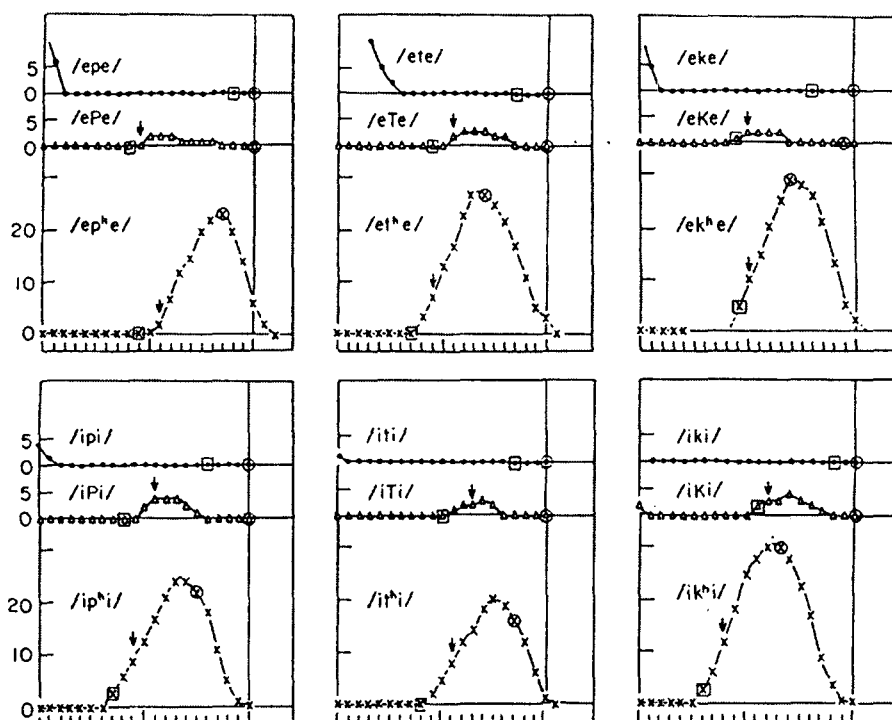 /epe/ /ete/ /eke/
5
0
/ePe/ /eTe/ /eKe/
5
0
/epʰe/ /etʰe/ /ekʰe/
20
10
0
/ipi/ /iti/ /iki/
5
0
/iPi/ /iTi/ /iKi/
5
0
/ipʰi/ /itʰi/ /ikʰi/
20
10
0